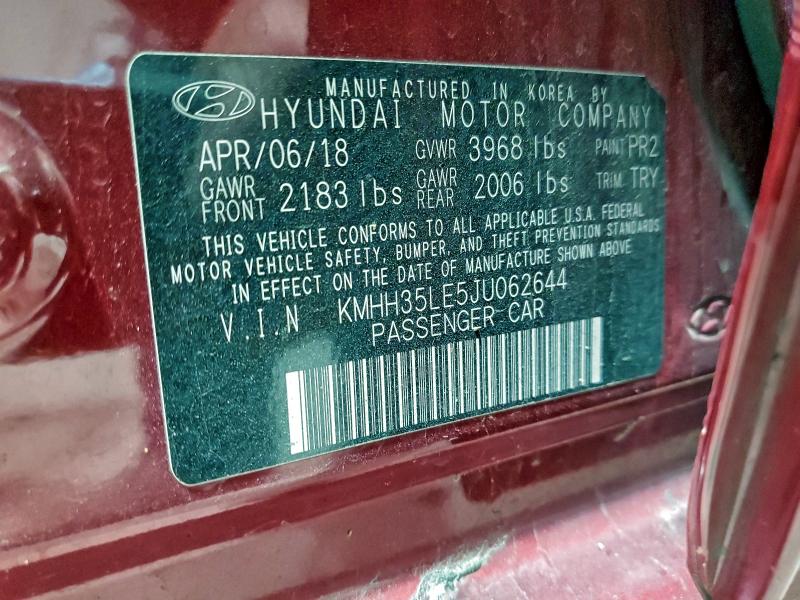 MANUFACTURED IN KOREA BY
HYUNDAI MOTOR COMPANY
APR/06/18 GVWR 3968 lbs PAINT PR2
GAWR FRONT 2183 lbs GAWR REAR 2006 lbs TRIM TRY
THIS VEHICLE CONFORMS TO ALL APPLICABLE U.S.A. FEDERAL
MOTOR VEHICLE SAFETY, BUMPER, AND THEFT PREVENTION STANDARDS
IN EFFECT ON THE DATE OF MANUFACTURE SHOWN ABOVE
V.I.N KMHH35LE5JU062644
PASSENGER CAR